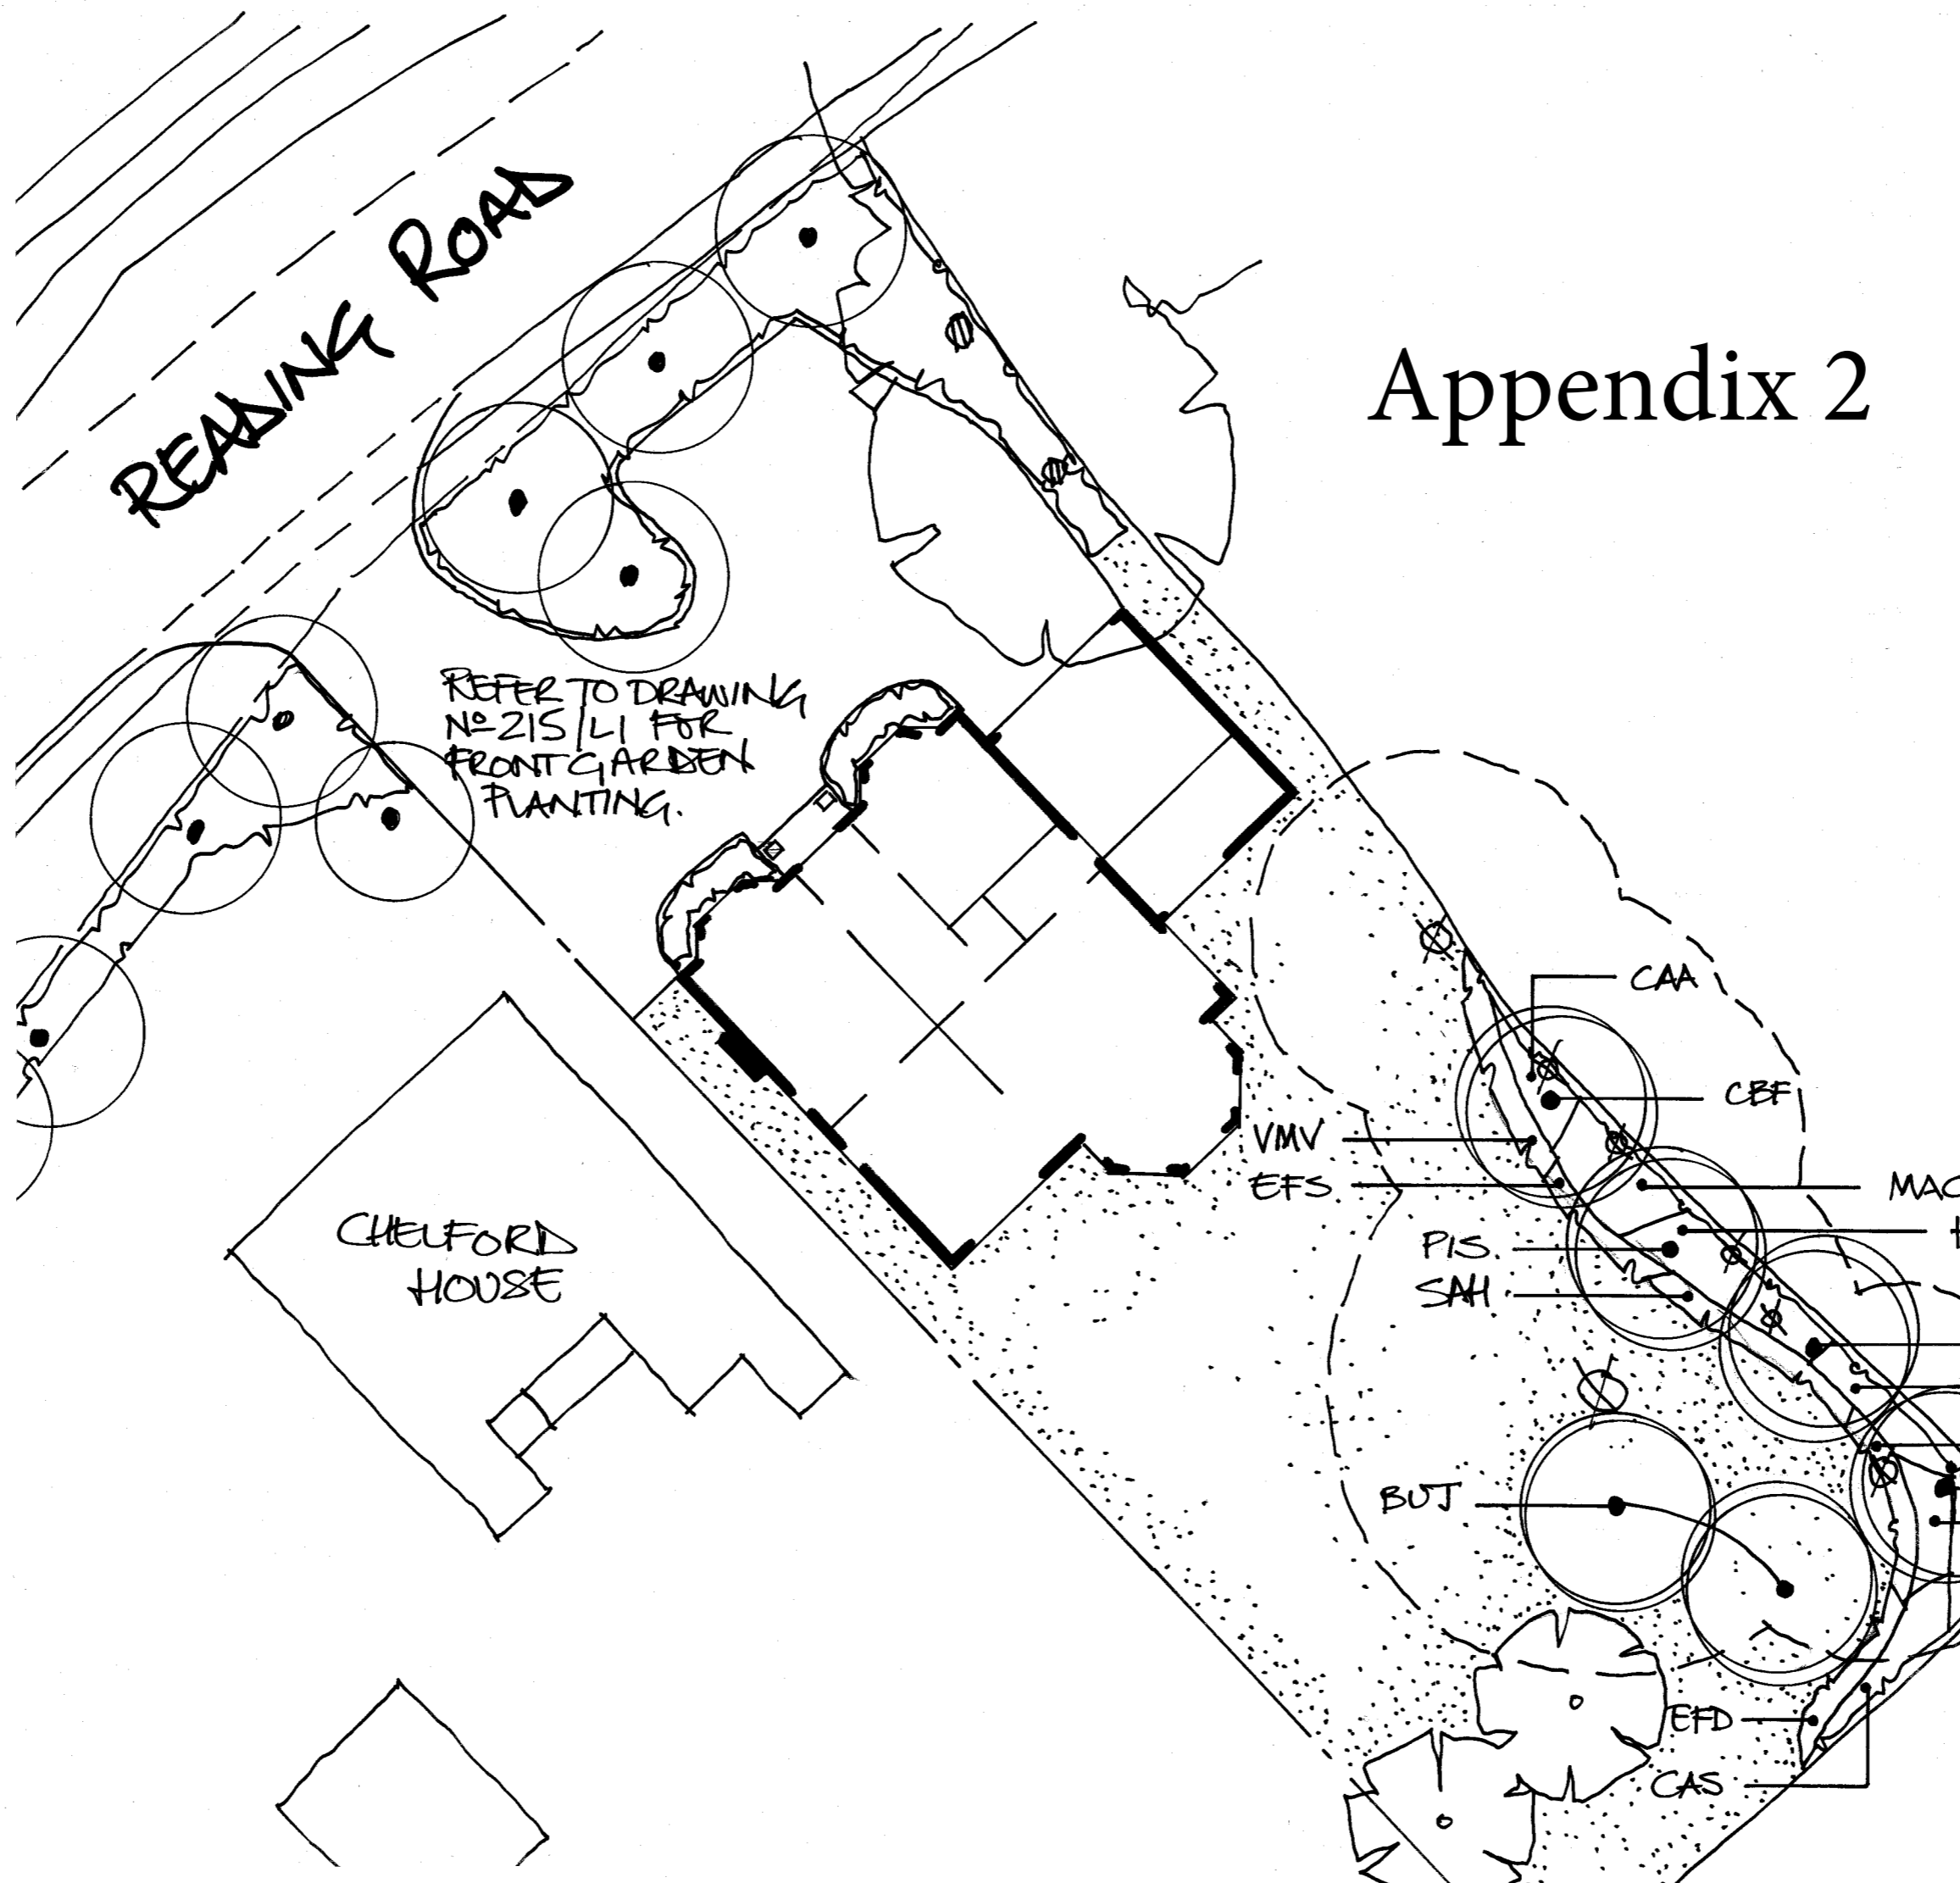 READING ROAD
Appendix 2
REFER TO DRAWING
Nº 215/L1 FOR
FRONT GARDEN
PLANTING.
CAA
CBF
VMV
EFS
MAC
PIS
SAH
CHELFORD
HOUSE
BUJ
EFD
CAS